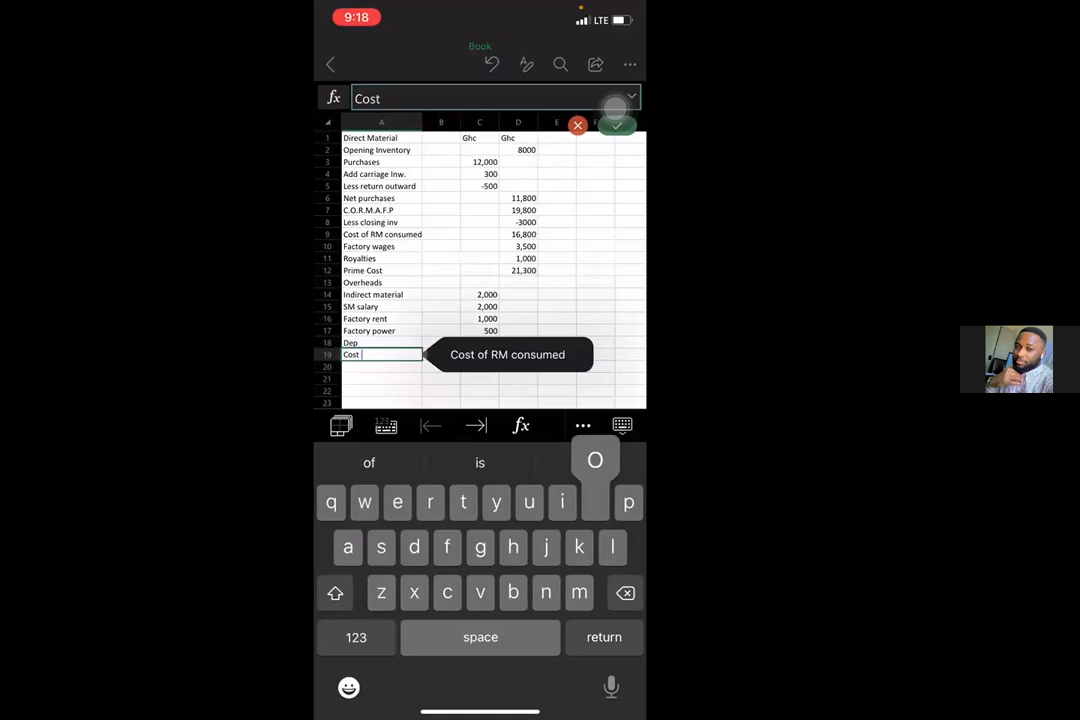 9:18
LTE
Book
fx Cost
A B C D E F
1 Direct Material Ghc Ghc
2 Opening Inventory 8000
3 Purchases 12,000
4 Add carriage Inw. 300
5 Less return outward -500
6 Net purchases 11,800
7 C.O.R.M.A.F.P 19,800
8 Less closing inv -3000
9 Cost of RM consumed 16,800
10 Factory wages 3,500
11 Royalties 1,000
12 Prime Cost 21,300
13 Overheads
14 Indirect material 2,000
15 SM salary 2,000
16 Factory rent 1,000
17 Factory power 500
18 Dep
19 Cost
Cost of RM consumed
20
21
22
23
123
fx
of is
O
q w e r t y u i p
a s d f g h j k l
z x c v b n m
123 space return